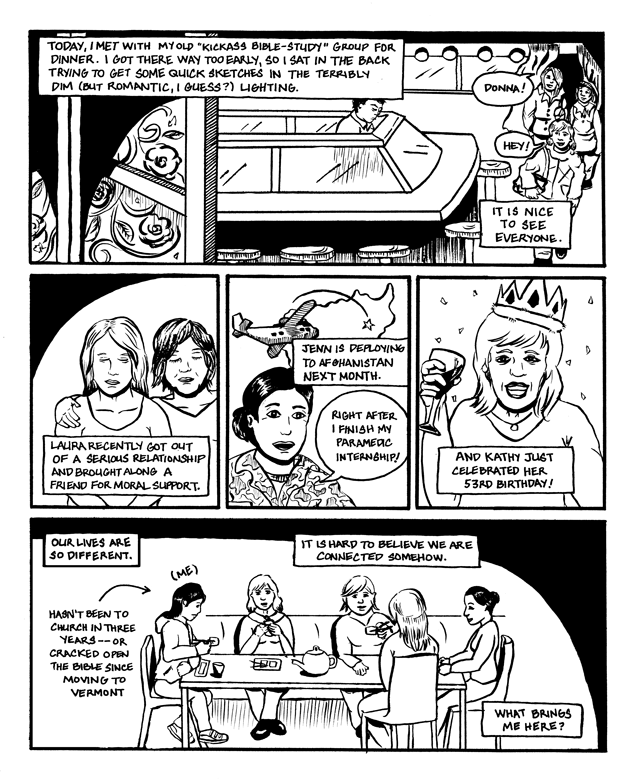 TODAY, I MET WITH MY OLD "KICKASS BIBLE-STUDY" GROUP FOR
DINNER. I GOT THERE WAY TOO EARLY, SO I SAT IN THE BACK
TRYING TO GET SOME QUICK SKETCHES IN THE TERRIBLY
DIM (BUT ROMANTIC, I GUESS?) LIGHTING.
DONNA!
HEY!
IT IS NICE
TO SEE
EVERYONE.
LAURA RECENTLY GOT OUT
OF A SERIOUS RELATIONSHIP
AND BROUGHT ALONG A
FRIEND FOR MORAL SUPPORT.
JENN IS DEPLOYING
TO AFGHANISTAN
NEXT MONTH.
RIGHT AFTER
I FINISH MY
PARAMEDIC
INTERNSHIP!
AND KATHY JUST
CELEBRATED HER
53RD BIRTHDAY!
OUR LIVES ARE
SO DIFFERENT.
IT IS HARD TO BELIEVE WE ARE
CONNECTED SOMEHOW.
(ME)
HASN'T BEEN TO
CHURCH IN THREE
YEARS -- OR
CRACKED OPEN
THE BIBLE SINCE
MOVING TO
VERMONT
WHAT BRINGS
ME HERE?